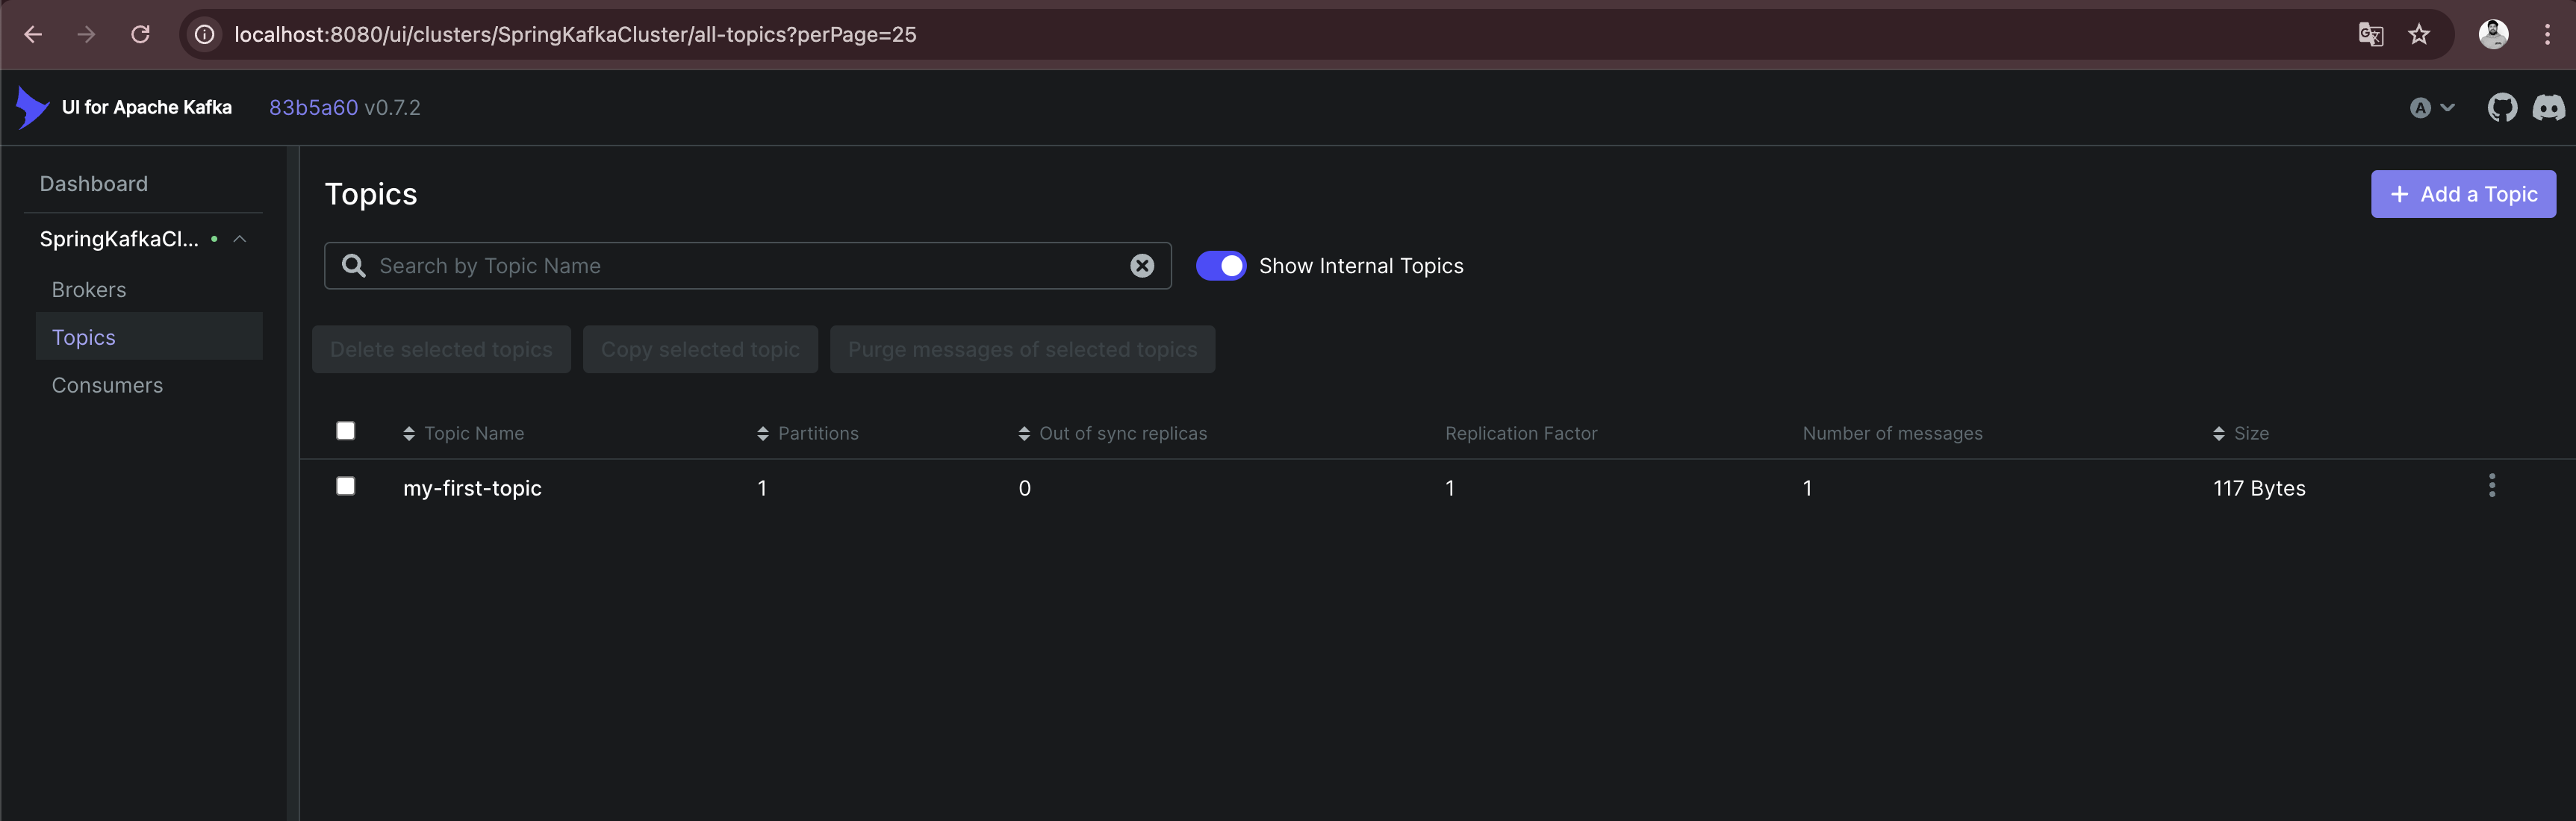 localhost:8080/ui/clusters/SpringKafkaCluster/all-topics?perPage=25
UI for Apache Kafka 83b5a60 v0.7.2
A
Dashboard
SpringKafkaCl...
Brokers
Topics
Consumers
Topics
+ Add a Topic
Search by Topic Name
Show Internal Topics
Delete selected topics Copy selected topic Purge messages of selected topics
Topic Name Partitions Out of sync replicas Replication Factor Number of messages Size
my-first-topic 1 0 1 1 117 Bytes